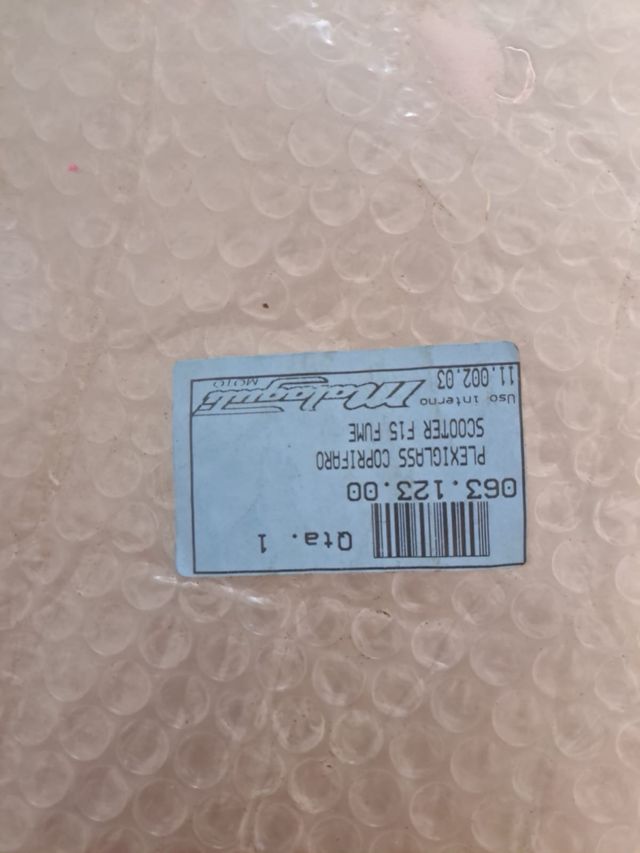 Qta. 1
063.123.00
PLEXIGLASS COPRIFARO
SCOOTER F15 FUME
Uso interno
11.002.03
Malaguti
MOTO